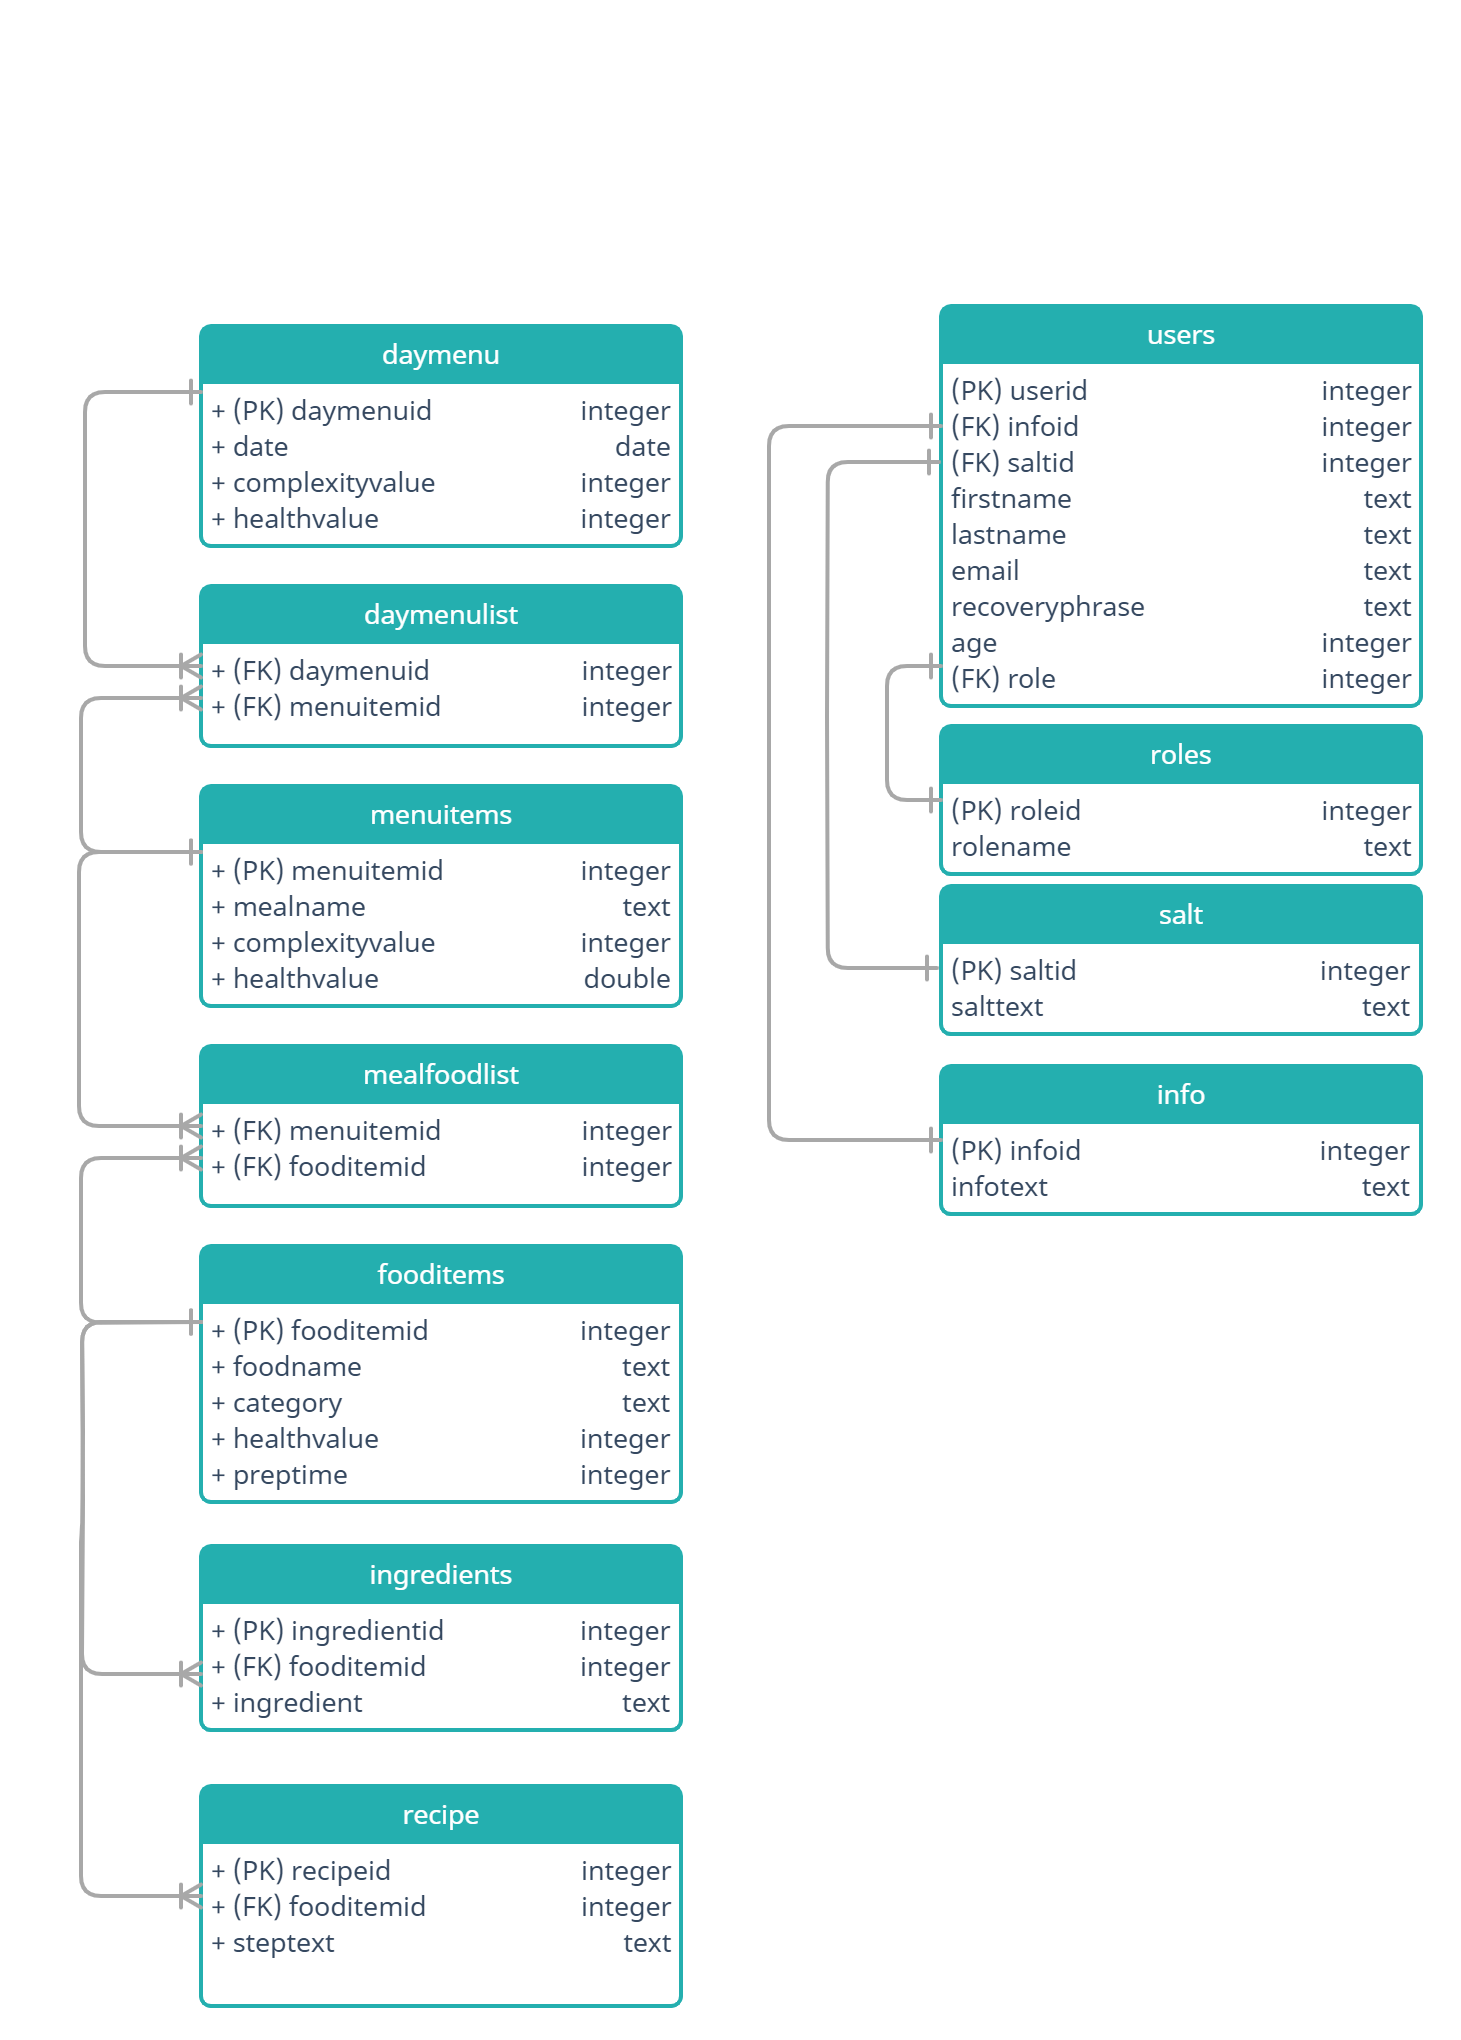 daymenu
+ (PK) daymenuid integer
+ date date
+ complexityvalue integer
+ healthvalue integer
daymenulist
+ (FK) daymenuid integer
+ (FK) menuitemid integer
menuitems
+ (PK) menuitemid integer
+ mealname text
+ complexityvalue integer
+ healthvalue double
mealfoodlist
+ (FK) menuitemid integer
+ (FK) fooditemid integer
fooditems
+ (PK) fooditemid integer
+ foodname text
+ category text
+ healthvalue integer
+ preptime integer
ingredients
+ (PK) ingredientid integer
+ (FK) fooditemid integer
+ ingredient text
recipe
+ (PK) recipeid integer
+ (FK) fooditemid integer
+ steptext text
users
(PK) userid integer
(FK) infoid integer
(FK) saltid integer
firstname text
lastname text
email text
recoveryphrase text
age integer
(FK) role integer
roles
(PK) roleid integer
rolename text
salt
(PK) saltid integer
salttext text
info
(PK) infoid integer
infotext text